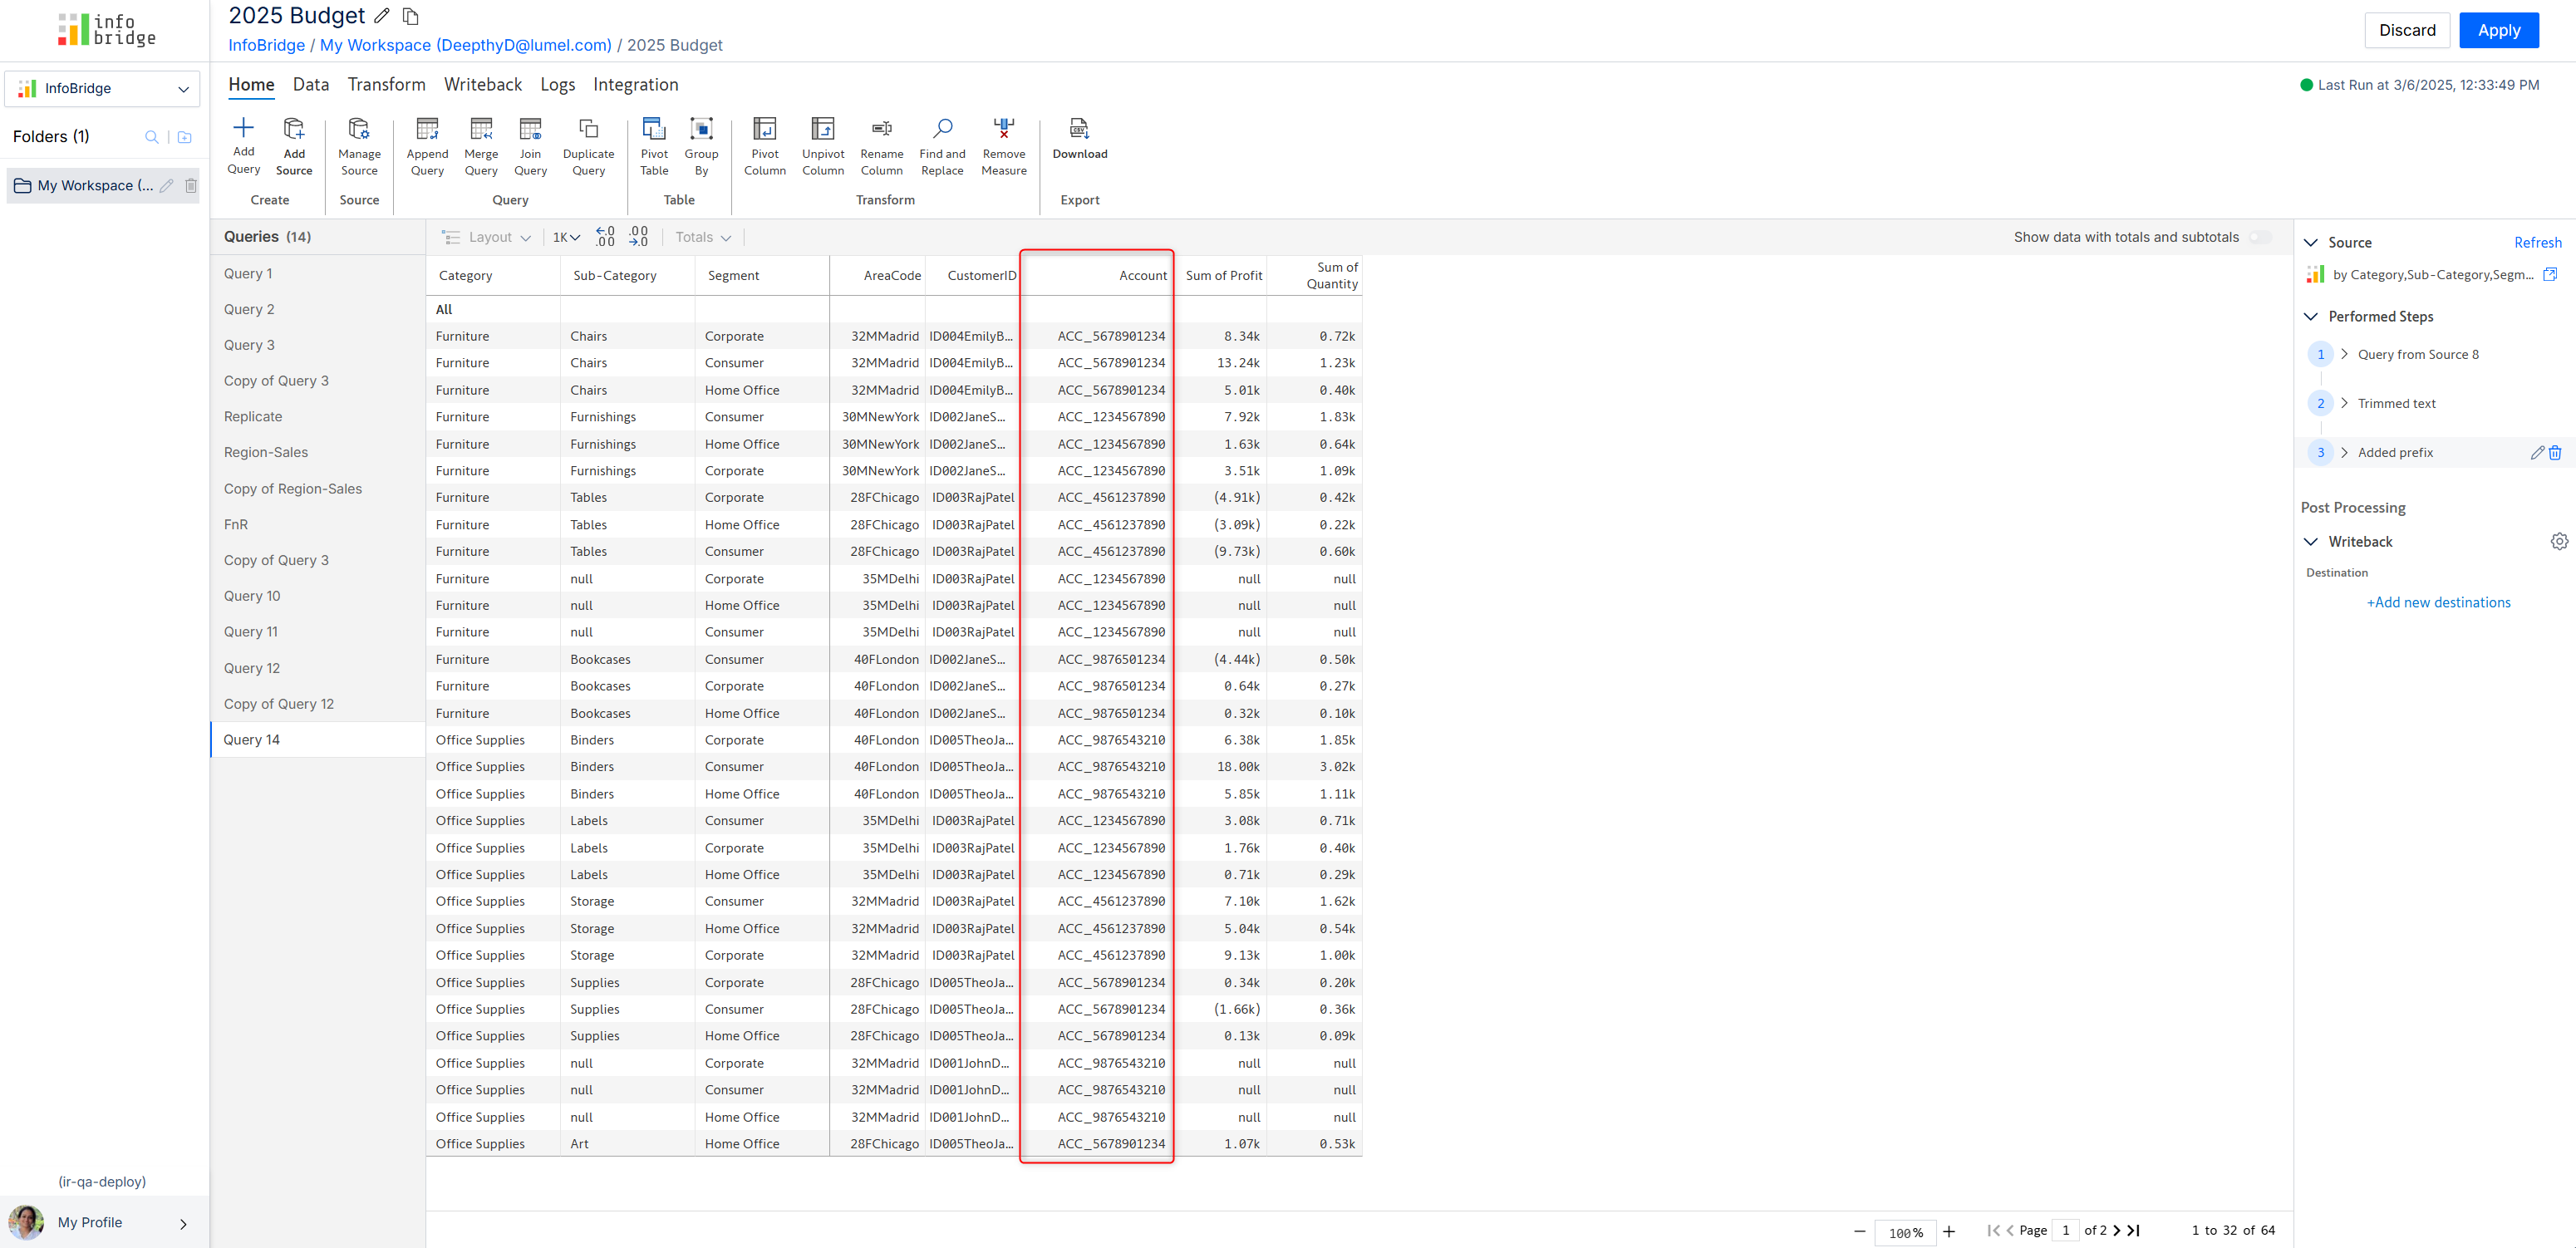 info
bridge
2025 Budget
InfoBridge / My Workspace (DeepthyD@lumel.com) / 2025 Budget
Discard
Apply
InfoBridge
Folders (1)
My Workspace (...
Home Data Transform Writeback Logs Integration
Last Run at 3/6/2025, 12:33:49 PM
Add Query
Add Source
Create
Manage Source
Source
Append Query
Merge Query
Join Query
Duplicate Query
Query
Pivot Table
Group By
Table
Pivot Column
Unpivot Column
Rename Column
Find and Replace
Remove Measure
Transform
CSV
Download
Export
Queries (14)
Query 1
Query 2
Query 3
Copy of Query 3
Replicate
Region-Sales
Copy of Region-Sales
FnR
Copy of Query 3
Query 10
Query 11
Query 12
Copy of Query 12
Query 14
Layout 1K .0 .00 .00 .0 Totals
Show data with totals and subtotals
Category Sub-Category Segment AreaCode CustomerID Account Sum of Profit Sum of Quantity
All
Furniture Chairs Corporate 32MMadrid ID004EmilyB... ACC_5678901234 8.34k 0.72k
Furniture Chairs Consumer 32MMadrid ID004EmilyB... ACC_5678901234 13.24k 1.23k
Furniture Chairs Home Office 32MMadrid ID004EmilyB... ACC_5678901234 5.01k 0.40k
Furniture Furnishings Consumer 30MNewYork ID002JaneS... ACC_1234567890 7.92k 1.83k
Furniture Furnishings Home Office 30MNewYork ID002JaneS... ACC_1234567890 1.63k 0.64k
Furniture Furnishings Corporate 30MNewYork ID002JaneS... ACC_1234567890 3.51k 1.09k
Furniture Tables Corporate 28FChicago ID003RajPatel ACC_4561237890 (4.91k) 0.42k
Furniture Tables Home Office 28FChicago ID003RajPatel ACC_4561237890 (3.09k) 0.22k
Furniture Tables Consumer 28FChicago ID003RajPatel ACC_4561237890 (9.73k) 0.60k
Furniture null Corporate 35MDelhi ID003RajPatel ACC_1234567890 null null
Furniture null Home Office 35MDelhi ID003RajPatel ACC_1234567890 null null
Furniture null Consumer 35MDelhi ID003RajPatel ACC_1234567890 null null
Furniture Bookcases Consumer 40FLondon ID002JaneS... ACC_9876501234 (4.44k) 0.50k
Furniture Bookcases Corporate 40FLondon ID002JaneS... ACC_9876501234 0.64k 0.27k
Furniture Bookcases Home Office 40FLondon ID002JaneS... ACC_9876501234 0.32k 0.10k
Office Supplies Binders Corporate 40FLondon ID005TheoJa... ACC_9876543210 6.38k 1.85k
Office Supplies Binders Consumer 40FLondon ID005TheoJa... ACC_9876543210 18.00k 3.02k
Office Supplies Binders Home Office 40FLondon ID005TheoJa... ACC_9876543210 5.85k 1.11k
Office Supplies Labels Consumer 35MDelhi ID003RajPatel ACC_1234567890 3.08k 0.71k
Office Supplies Labels Corporate 35MDelhi ID003RajPatel ACC_1234567890 1.76k 0.40k
Office Supplies Labels Home Office 35MDelhi ID003RajPatel ACC_1234567890 0.71k 0.29k
Office Supplies Storage Consumer 32MMadrid ID003RajPatel ACC_4561237890 7.10k 1.62k
Office Supplies Storage Home Office 32MMadrid ID003RajPatel ACC_4561237890 5.04k 0.54k
Office Supplies Storage Corporate 32MMadrid ID003RajPatel ACC_4561237890 9.13k 1.00k
Office Supplies Supplies Corporate 28FChicago ID005TheoJa... ACC_5678901234 0.34k 0.20k
Office Supplies Supplies Consumer 28FChicago ID005TheoJa... ACC_5678901234 (1.66k) 0.36k
Office Supplies Supplies Home Office 28FChicago ID005TheoJa... ACC_5678901234 0.13k 0.09k
Office Supplies null Corporate 32MMadrid ID001JohnD... ACC_9876543210 null null
Office Supplies null Consumer 32MMadrid ID001JohnD... ACC_9876543210 null null
Office Supplies null Home Office 32MMadrid ID001JohnD... ACC_9876543210 null null
Office Supplies Art Home Office 28FChicago ID005TheoJa... ACC_5678901234 1.07k 0.53k
Source Refresh
by Category,Sub-Category,Segm...
Performed Steps
1 Query from Source 8
2 Trimmed text
3 Added prefix
Post Processing
Writeback
Destination
+Add new destinations
(ir-qa-deploy)
My Profile
100%
Page 1 of 2
1 to 32 of 64